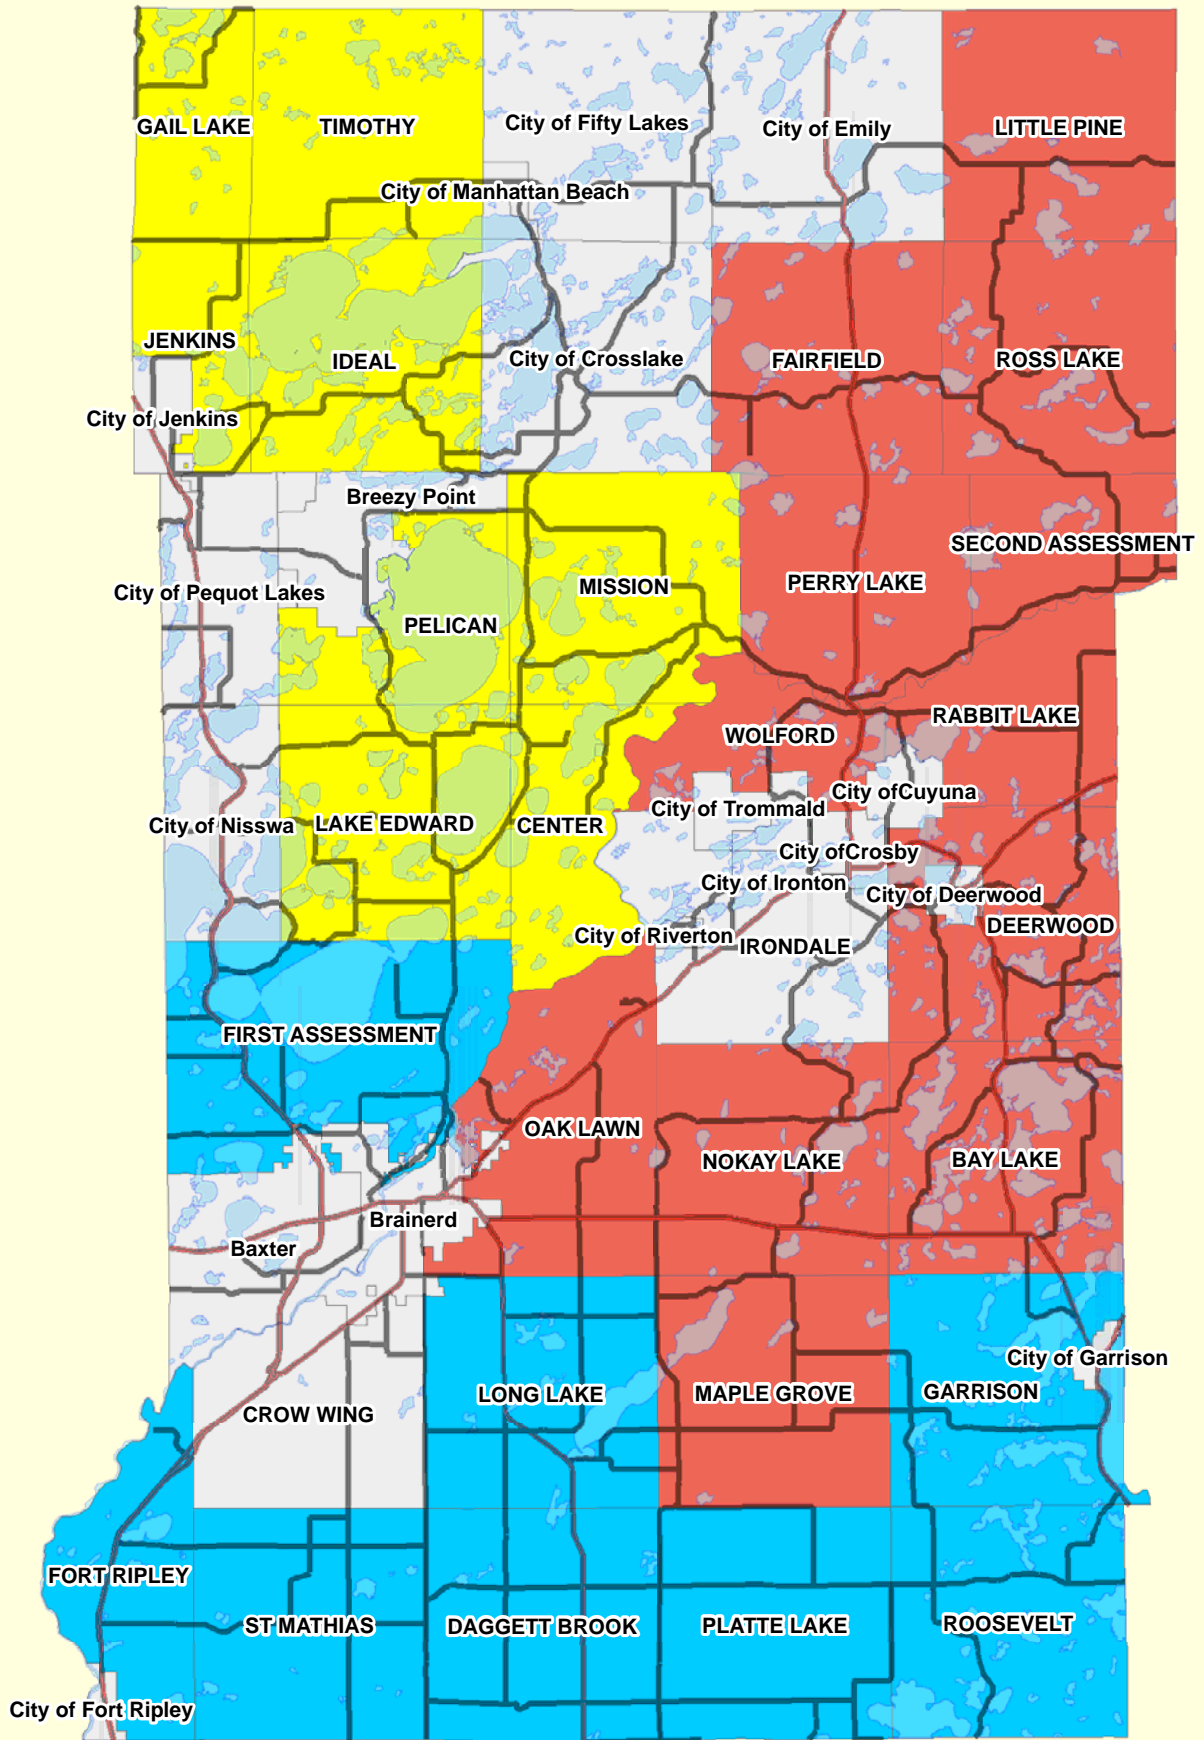 City of Fifty Lakes
GAIL LAKE
TIMOTHY
City of Emily
LITTLE PINE
City of Manhattan Beach
JENKINS
IDEAL
City of Crosslake
FAIRFIELD
ROSS LAKE
City of Jenkins
Breezy Point
SECOND ASSESSMENT
PERRY LAKE
MISSION
City of Pequot Lakes
PELICAN
RABBIT LAKE
WOLFORD
City ofCuyuna
City of Trommald
City of Nisswa
LAKE EDWARD
CENTER
City ofCrosby
City of Ironton
City of Deerwood
DEERWOOD
City of Riverton
IRONDALE
FIRST ASSESSMENT
OAK LAWN
NOKAY LAKE
BAY LAKE
Brainerd
Baxter
City of Garrison
LONG LAKE
MAPLE GROVE
GARRISON
CROW WING
FORT RIPLEY
ST MATHIAS
DAGGETT BROOK
PLATTE LAKE
ROOSEVELT
City of Fort Ripley